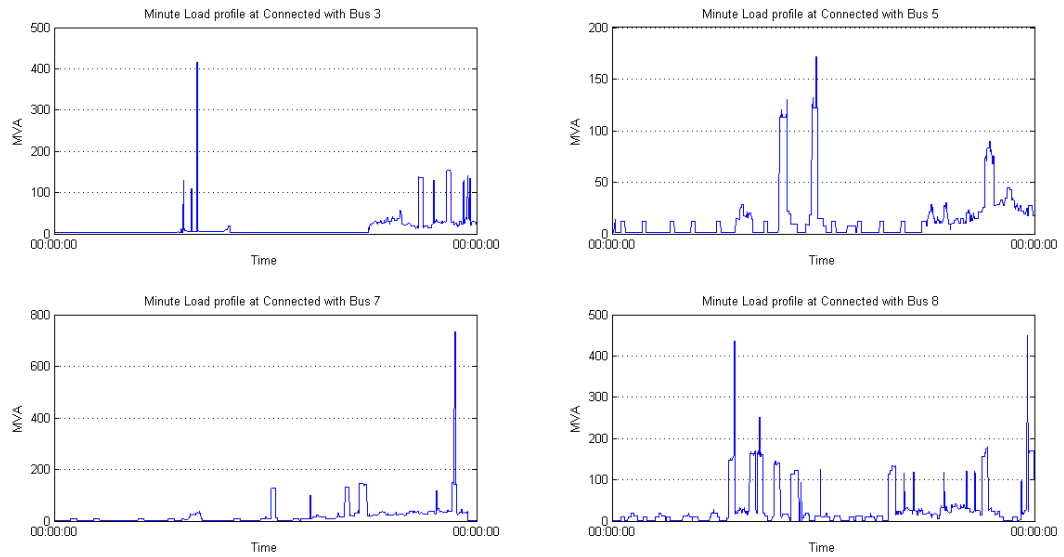 Minute Load profile at Connected with Bus 3
500
400
300
200
100
0
MVA
00:00:00
00:00:00
Time
Minute Load profile at Connected with Bus 5
200
150
100
50
0
MVA
00:00:00
00:00:00
Time
Minute Load profile at Connected with Bus 7
800
600
400
200
0
MVA
00:00:00
00:00:00
Time
Minute Load profile at Connected with Bus 8
500
400
300
200
100
0
MVA
00:00:00
00:00:00
Time